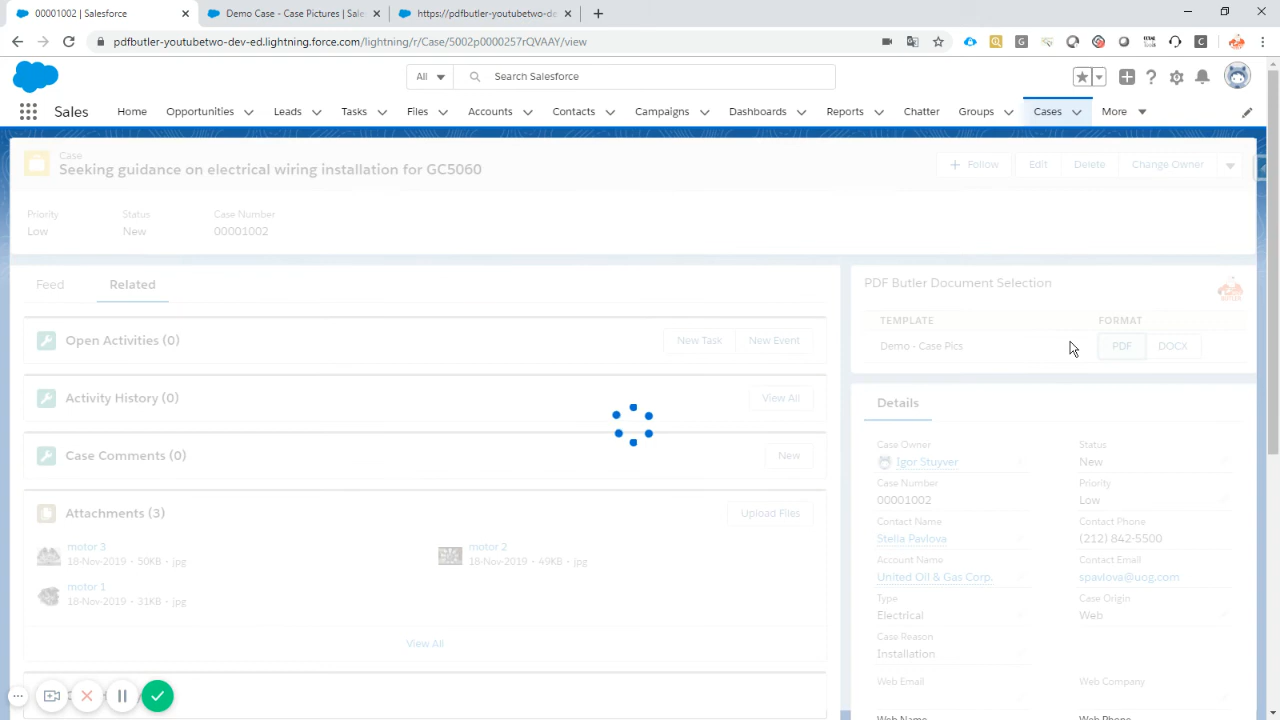 00001002 | Salesforce
Demo Case - Case Pictures | Sale
https://pdfbutler-youtubetwo-de
pdfbutler-youtubetwo-dev-ed.lightning.force.com/lightning/r/Case/5002p0000257rQVAAY/view
All
Search Salesforce
Sales
Home
Opportunities
Leads
Tasks
Files
Accounts
Contacts
Campaigns
Dashboards
Reports
Chatter
Groups
Cases
More
Case
Seeking guidance on electrical wiring installation for GC5060
+ Follow
Edit
Delete
Change Owner
Priority
Status
Case Number
Low
New
00001002
Feed
Related
Open Activities (0)
New Task
New Event
Activity History (0)
View All
Case Comments (0)
New
Attachments (3)
Upload Files
motor 3
18-Nov-2019 • 50KB • jpg
motor 2
18-Nov-2019 • 49KB • jpg
motor 1
18-Nov-2019 • 31KB • jpg
View All
PDF Butler Document Selection
TEMPLATE
FORMAT
Demo - Case Pics
PDF
DOCX
Details
Case Owner
Status
Igor Stuyver
New
Case Number
Priority
00001002
Low
Contact Name
Contact Phone
Stella Pavlova
(212) 842-5500
Account Name
Contact Email
United Oil & Gas Corp.
spavlova@uog.com
Type
Case Origin
Electrical
Web
Case Reason
Installation
Web Email
Web Company
Web Name
Web Phone